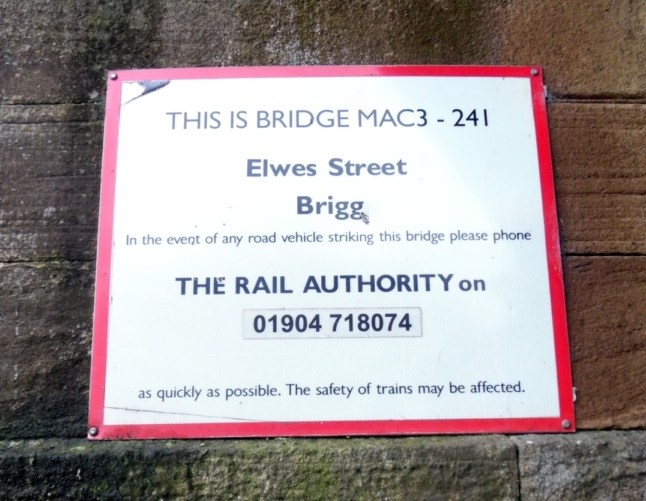 THIS IS BRIDGE MAC3 - 241
Elwes Street
Brigg
In the event of any road vehicle striking this bridge please phone
THE RAIL AUTHORITY on
01904 718074
as quickly as possible. The safety of trains may be affected.